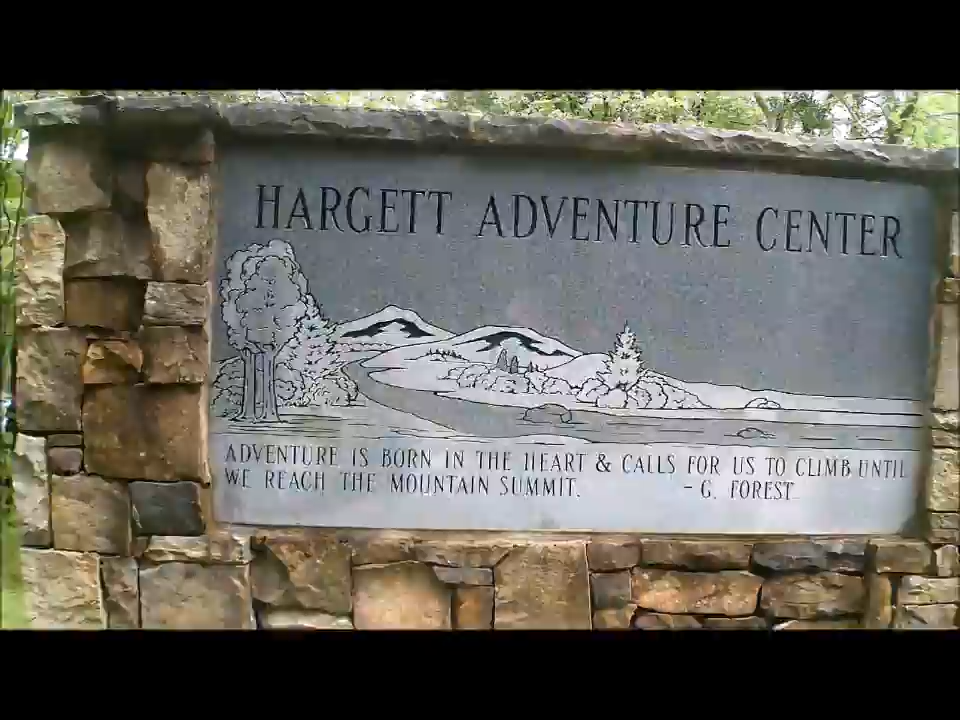 HARGETT ADVENTURE CENTER
ADVENTURE IS BORN IN THE HEART & CALLS FOR US TO CLIMB UNTIL
WE REACH THE MOUNTAIN SUMMIT. - G. FOREST